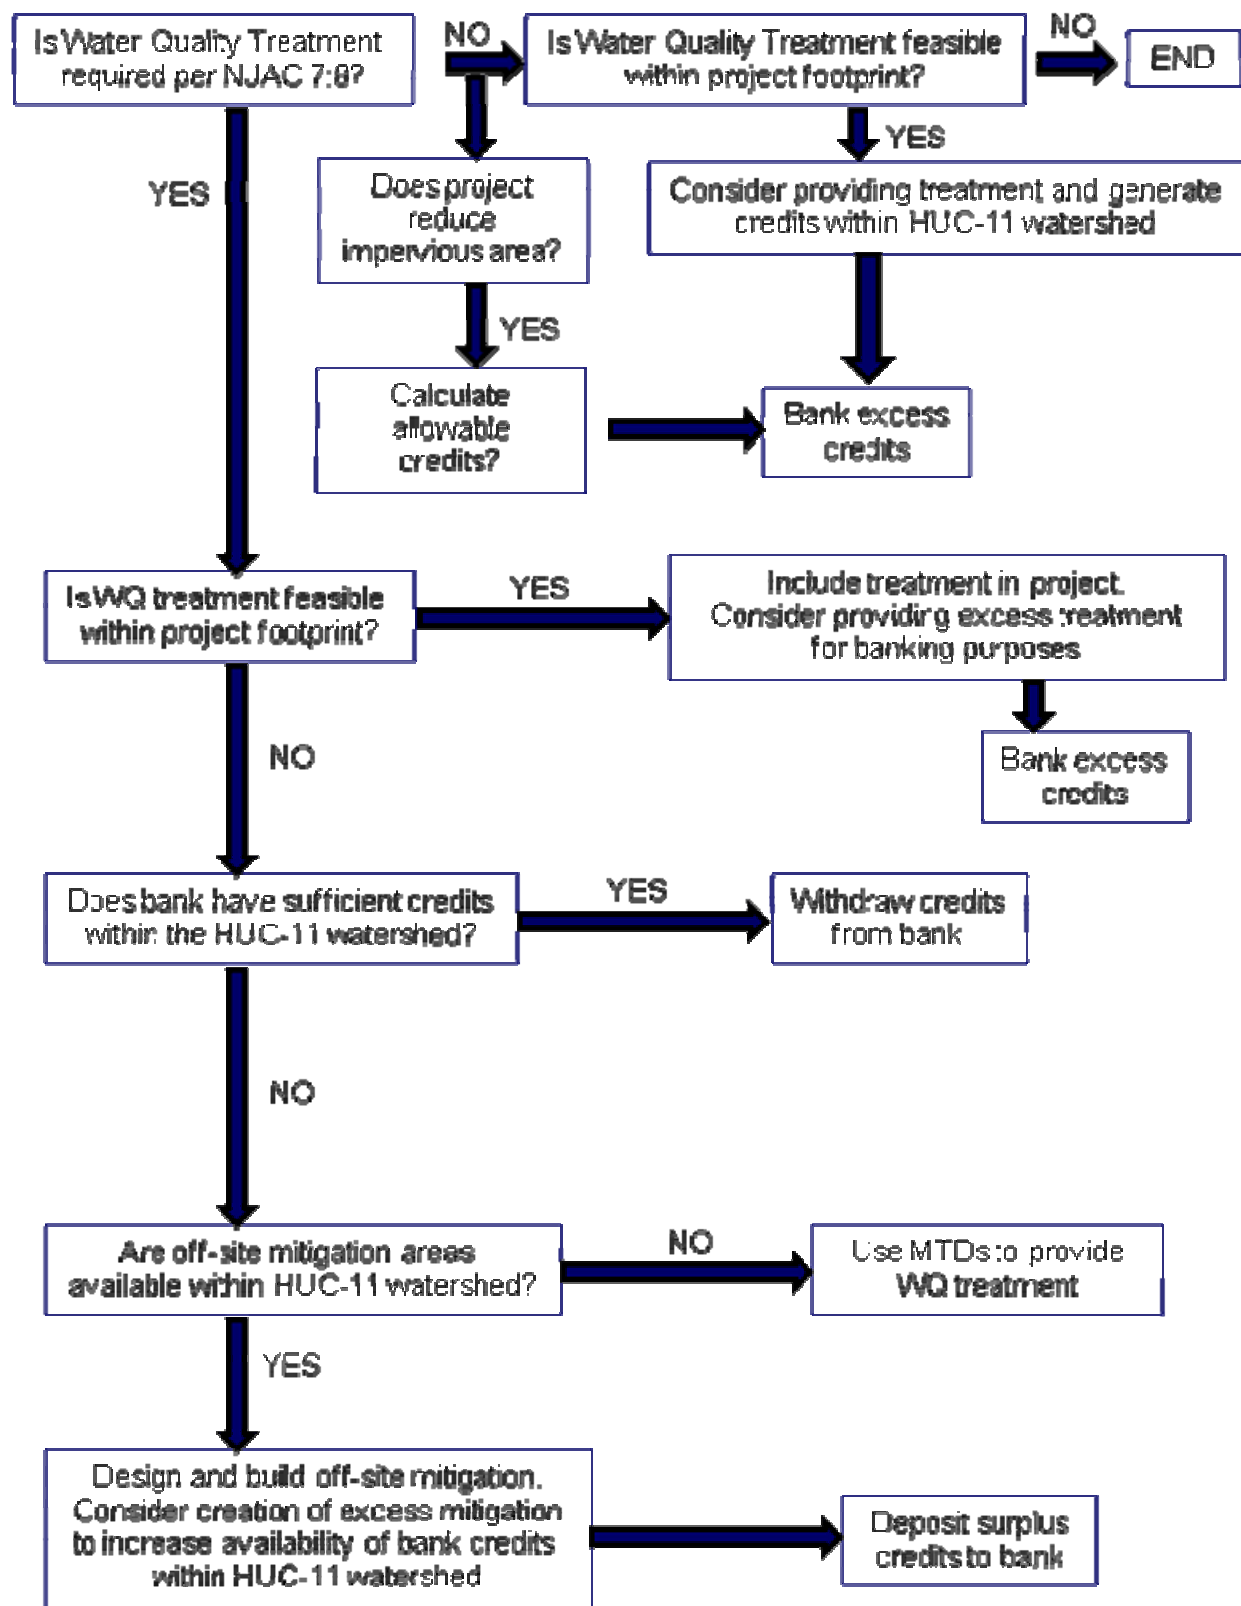 Is Water Quality Treatment
required per NJAC 7:8?
NO
Is Water Quality Treatment feasible
within project footprint?
NO
END
YES
YES
Does project
reduce
impervious area?
Consider providing treatment and generate
credits within HUC-11 watershed
YES
Calculate
allowable
credits?
Bank excess
credits
Is WQ treatment feasible
within project footprint?
YES
Include treatment in project.
Consider providing excess treatment
for banking purposes
NO
Bank excess
credits
Does bank have sufficient credits
within the HUC-11 watershed?
YES
Withdraw credits
from bank
NO
Are off-site mitigation areas
available within HUC-11 watershed?
NO
Use MTDs to provide
WQ treatment
YES
Design and build off-site mitigation.
Consider creation of excess mitigation
to increase availability of bank credits
within HUC-11 watershed
Deposit surplus
credits to bank